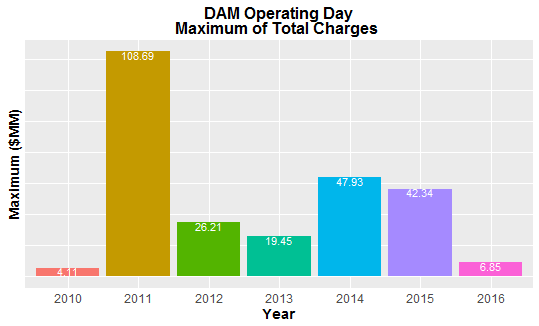 DAM Operating Day
Maximum of Total Charges
Maximum ($MM)
4.11
108.69
26.21
19.45
47.93
42.34
6.85
2010 2011 2012 2013 2014 2015 2016
Year